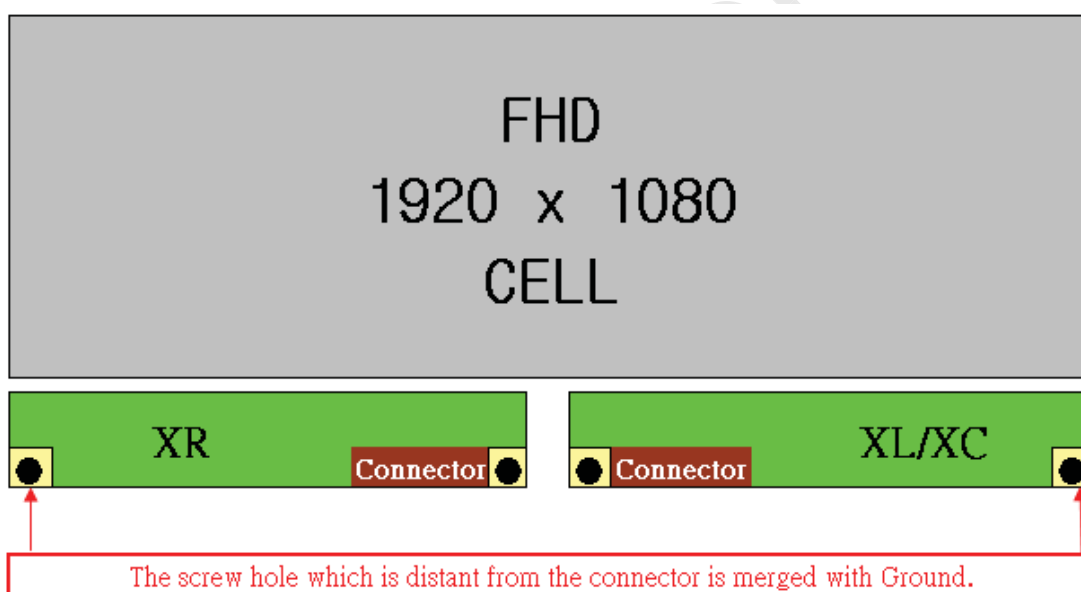 FHD
1920 x 1080
CELL
XR
XL/XC
Connector
Connector
The screw hole which is distant from the connector is merged with Ground.